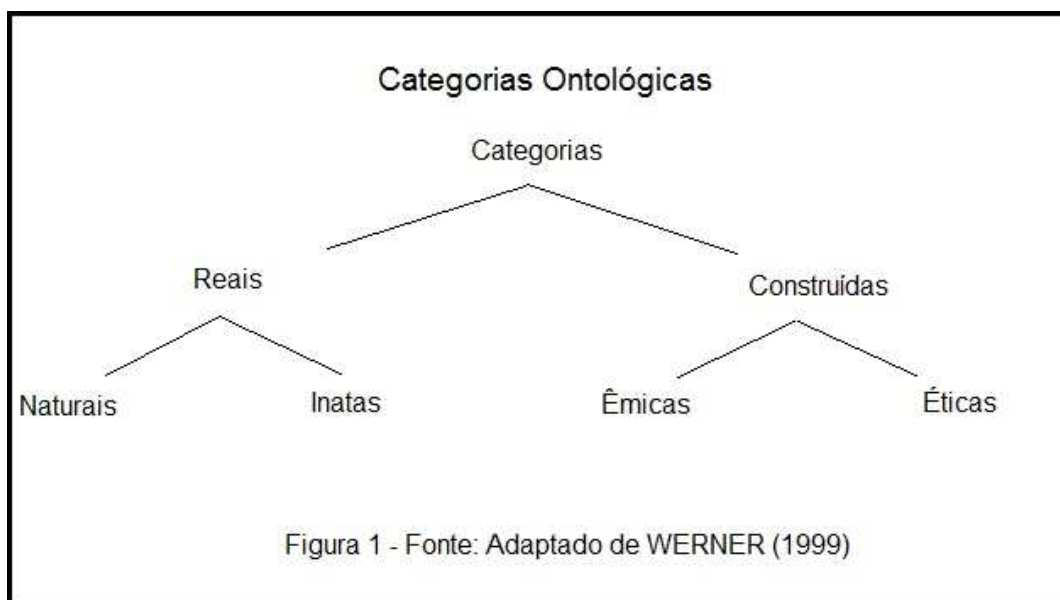 Categorias Ontológicas
Categorias
Reais Construídas
Naturais Inatas Êmicas Éticas
Figura 1 - Fonte: Adaptado de WERNER (1999)